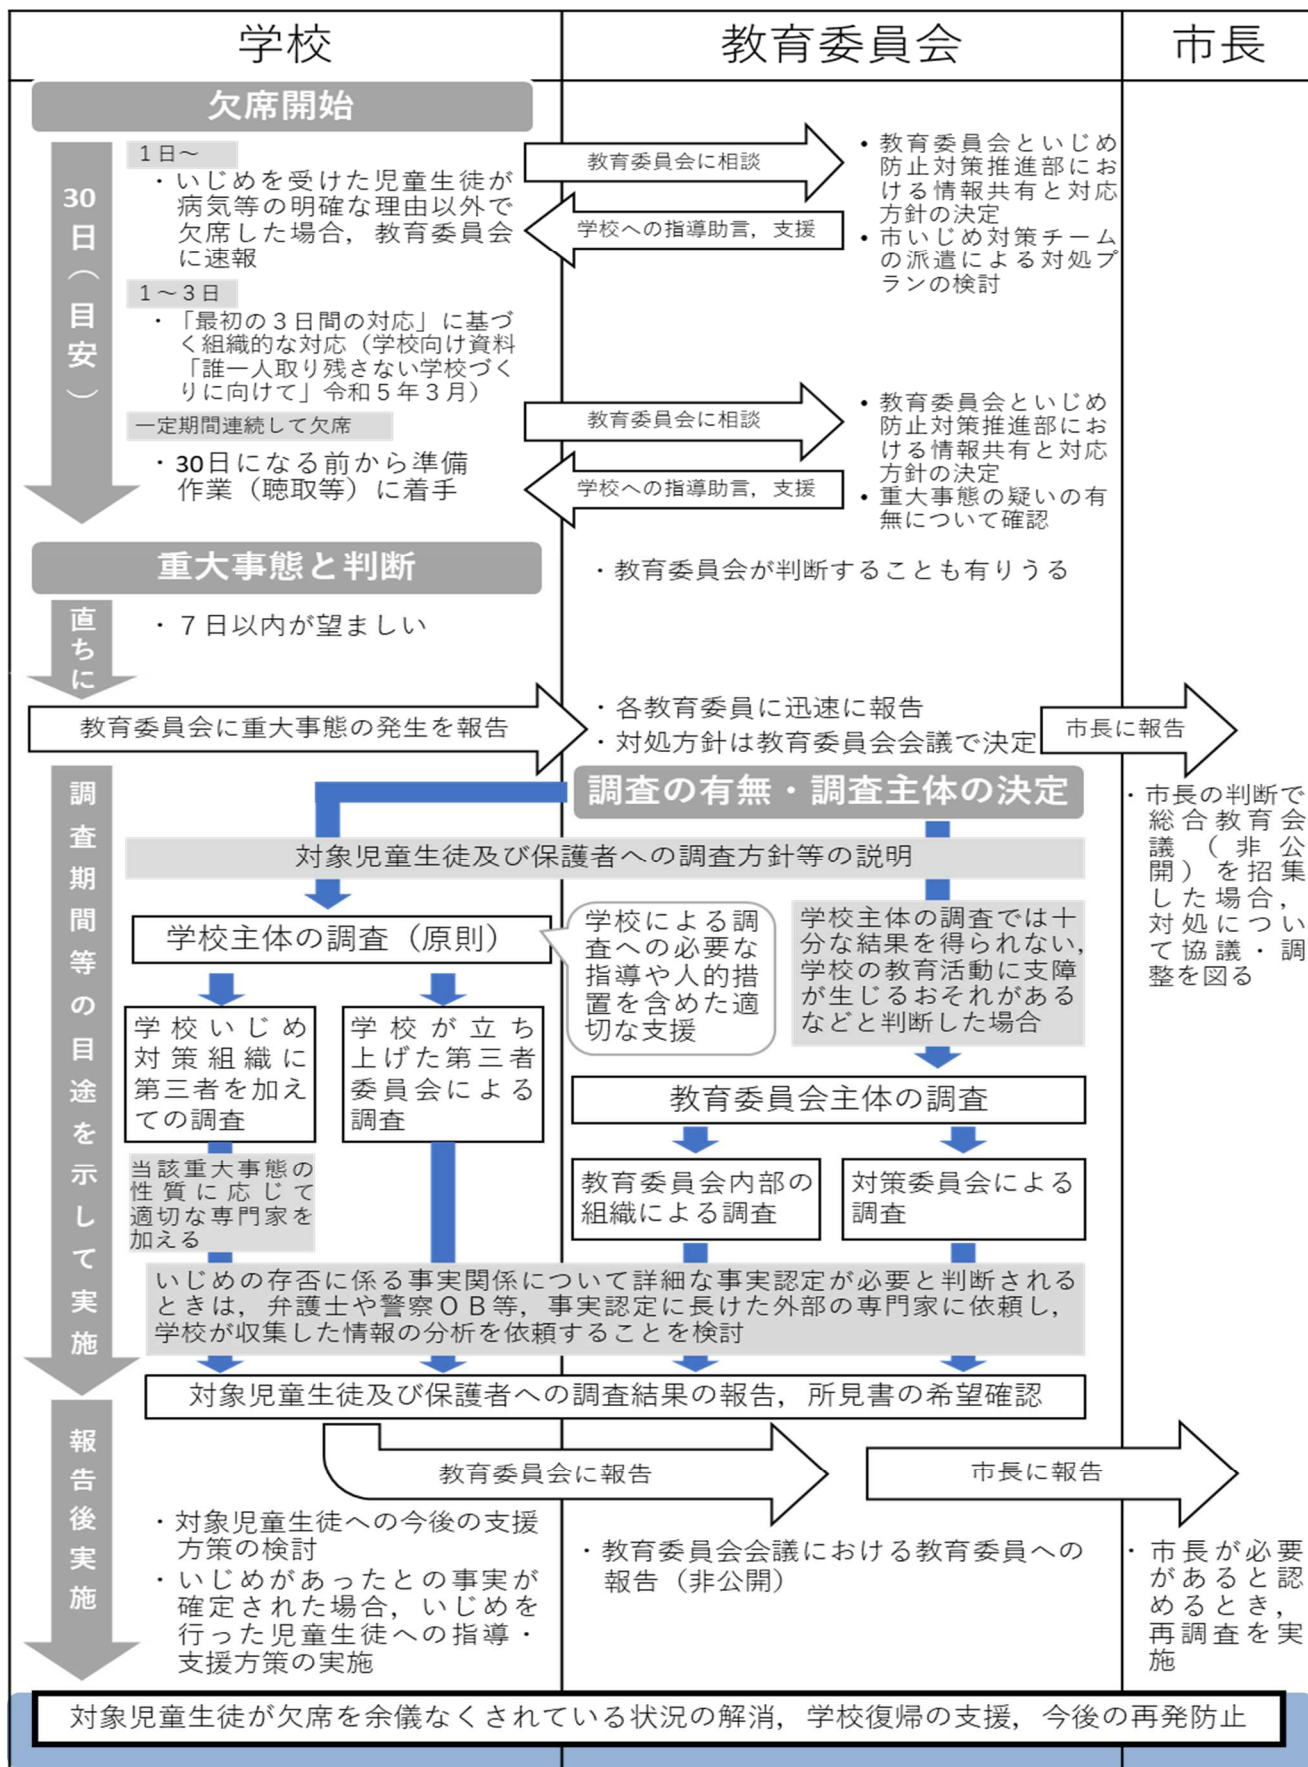 学校
教育委員会
市長
欠席開始
30日（目安）
１日～
・いじめを受けた児童生徒が
病気等の明確な理由以外で
欠席した場合，教育委員会
に速報
教育委員会に相談
学校への指導助言，支援
• 教育委員会といじめ
防止対策推進部にお
ける情報共有と対応
方針の決定
• 市いじめ対策チーム
の派遣による対処プ
ランの検討
１～３日
・「最初の３日間の対応」に基づ
く組織的な対応（学校向け資料
「誰一人取り残さない学校づく
りに向けて」令和５年３月）
一定期間連続して欠席
・30日になる前から準備
作業（聴取等）に着手
教育委員会に相談
学校への指導助言，支援
• 教育委員会といじめ
防止対策推進部にお
ける情報共有と対応
方針の決定
• 重大事態の疑いの有
無について確認
重大事態と判断
・教育委員会が判断することも有りうる
直ちに
・７日以内が望ましい
教育委員会に重大事態の発生を報告
・各教育委員に迅速に報告
・対処方針は教育委員会会議で決定
市長に報告
調査期間等の目途を示して実施
調査の有無・調査主体の決定
・市長の判断で
総合教育会
議（非公
開）を招集
した場合，
対処につい
て協議・調
整を図る
対象児童生徒及び保護者への調査方針等の説明
学校主体の調査（原則）
学校による調
査への必要な
指導や人的措
置を含めた適
切な支援
学校主体の調査では十
分な結果を得られない，
学校の教育活動に支障
が生じるおそれがある
などと判断した場合
学校いじめ
対策組織に
第三者を加え
ての調査
学校が立ち
上げた第三者
委員会による
調査
教育委員会主体の調査
当該重大事態の
性質に応じて
適切な専門家を
加える
教育委員会内部の
組織による調査
対策委員会による
調査
いじめの存否に係る事実関係について詳細な事実認定が必要と判断される
ときは，弁護士や警察ＯＢ等，事実認定に長けた外部の専門家に依頼し，
学校が収集した情報の分析を依頼することを検討
対象児童生徒及び保護者への調査結果の報告，所見書の希望確認
報告後実施
教育委員会に報告
市長に報告
・対象児童生徒への今後の支援
方策の検討
・いじめがあったとの事実が
確定された場合，いじめを
行った児童生徒への指導・
支援方策の実施
・教育委員会会議における教育委員への
報告（非公開）
・市長が必要
があると認
めるとき，
再調査を実
施
対象児童生徒が欠席を余儀なくされている状況の解消，学校復帰の支援，今後の再発防止